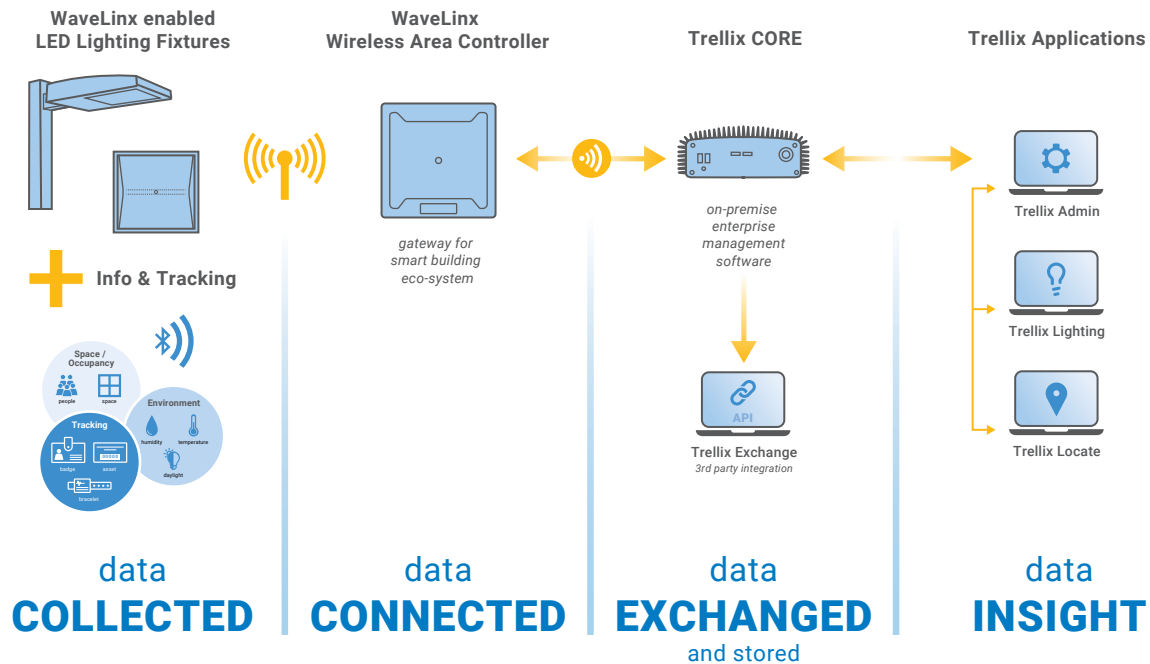 WaveLinx enabled
LED Lighting Fixtures
Info & Tracking
Space /
Occupancy
people
space
Environment
humidity
temperature
daylight
Tracking
badge
asset
bracelet
data
COLLECTED
WaveLinx
Wireless Area Controller
gateway for
smart building
eco-system
data
CONNECTED
Trellix CORE
on-premise
enterprise
management
software
API
Trellix Exchange
3rd party integration
data
EXCHANGED
and stored
Trellix Applications
Trellix Admin
Trellix Lighting
Trellix Locate
data
INSIGHT